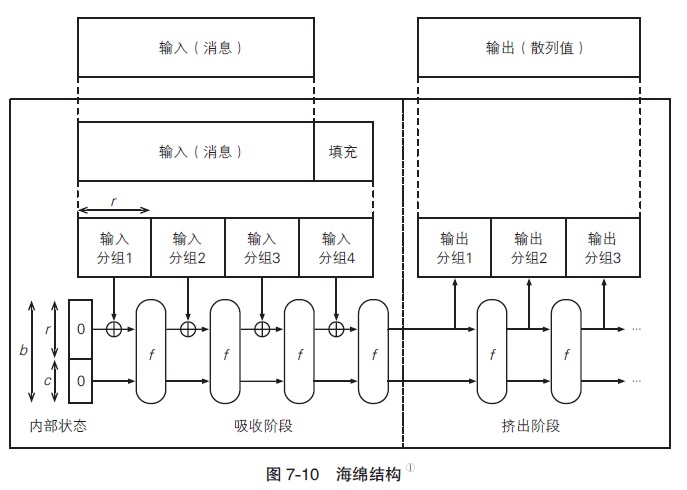 输入（消息）
输出（散列值）
输入（消息）
填充
r
输入
分组1
输入
分组2
输入
分组3
输入
分组4
输出
分组1
输出
分组2
输出
分组3
b
r
c
0
0
f
f
f
f
f
f
...
...
内部状态
吸收阶段
挤出阶段
图 7-10 海绵结构①